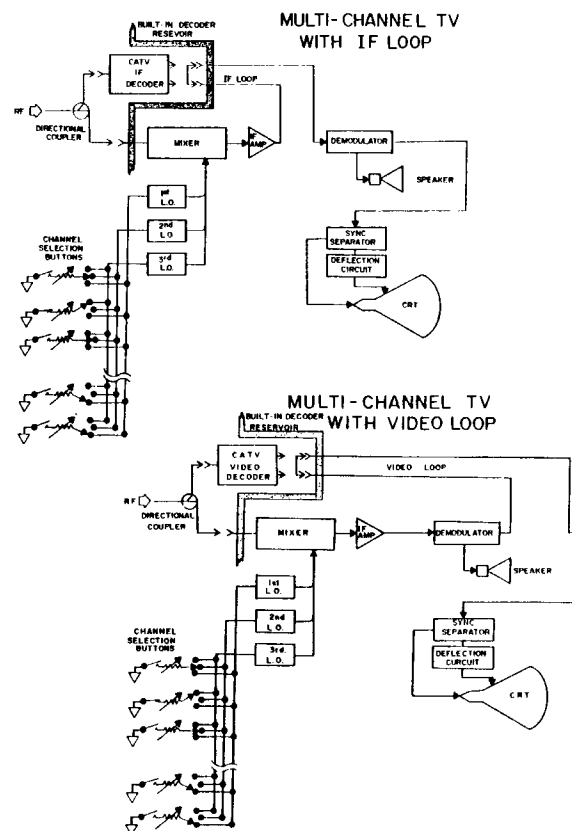 MULTI-CHANNEL TV
WITH IF LOOP
BUILT-IN DECODER
RESEVOIR
CATV
IF
DECODER
IF LOOP
RF
DIRECTIONAL
COUPLER
MIXER
IF
AMP
DEMODULATOR
SPEAKER
1st
L.O.
2nd
L.O.
3rd
L.O.
CHANNEL
SELECTION
BUTTONS
SYNC
SEPARATOR
DEFLECTION
CIRCUIT
CRT
MULTI-CHANNEL TV
WITH VIDEO LOOP
BUILT-IN DECODER
RESERVOIR
CATV
VIDEO
DECODER
VIDEO LOOP
RF
DIRECTIONAL
COUPLER
MIXER
IF
AMP
DEMODULATOR
SPEAKER
1st
L.O.
2nd
L.O.
3rd
L.O.
CHANNEL
SELECTION
BUTTONS
SYNC
SEPARATOR
DEFLECTION
CIRCUIT
CRT